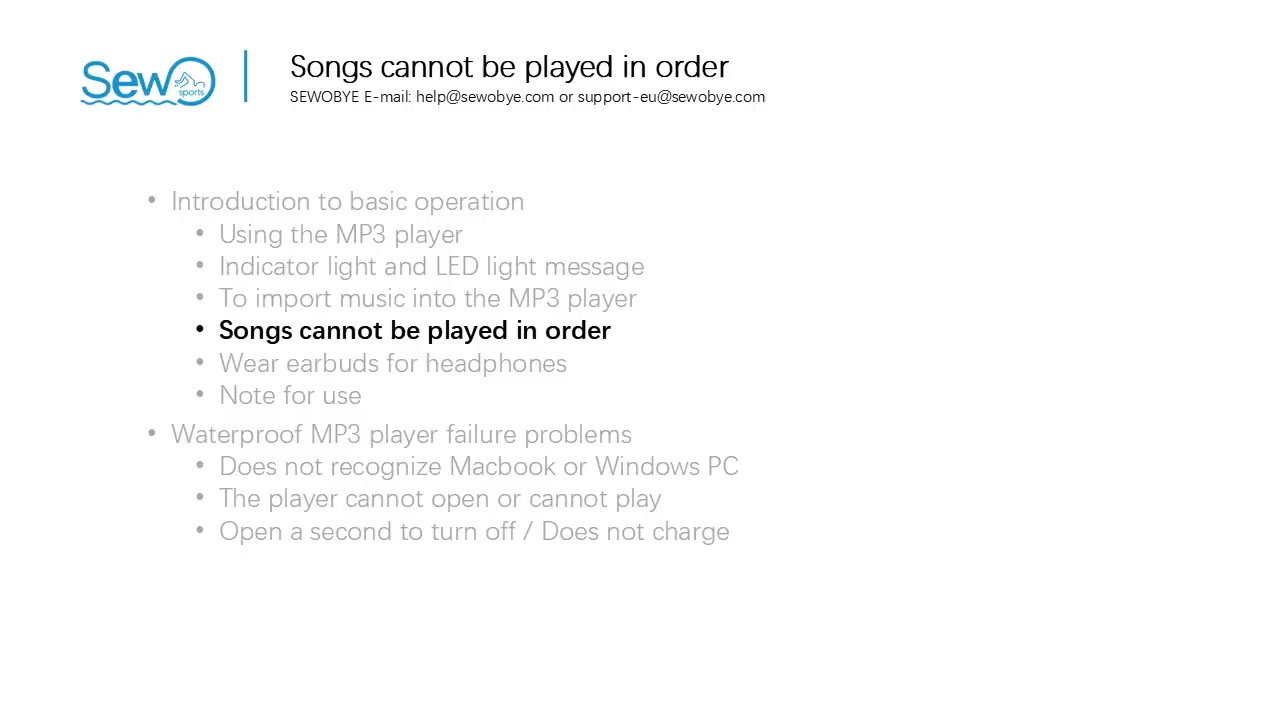 Sewo
sports
Songs cannot be played in order
SEWOBYE E-mail: help@sewobye.com or support-eu@sewobye.com
• Introduction to basic operation
• Using the MP3 player
• Indicator light and LED light message
• To import music into the MP3 player
• Songs cannot be played in order
• Wear earbuds for headphones
• Note for use
• Waterproof MP3 player failure problems
• Does not recognize Macbook or Windows PC
• The player cannot open or cannot play
• Open a second to turn off / Does not charge